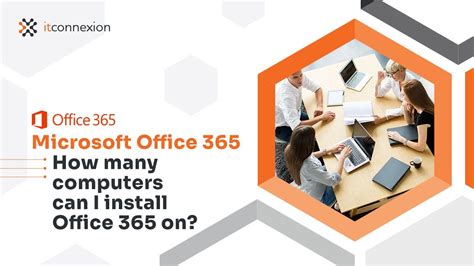 itconnexion
Office 365
Microsoft Office 365
How many
computers
can I install
Office 365 on?